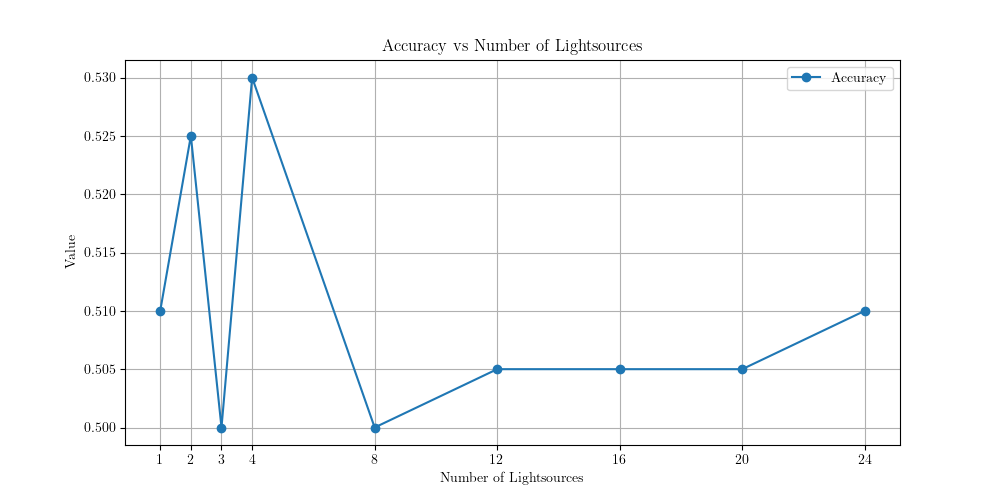 Accuracy vs Number of Lightsources
Accuracy
0.530
0.525
0.520
0.515
0.510
0.505
0.500
Value
1 2 3 4 8 12 16 20 24
Number of Lightsources